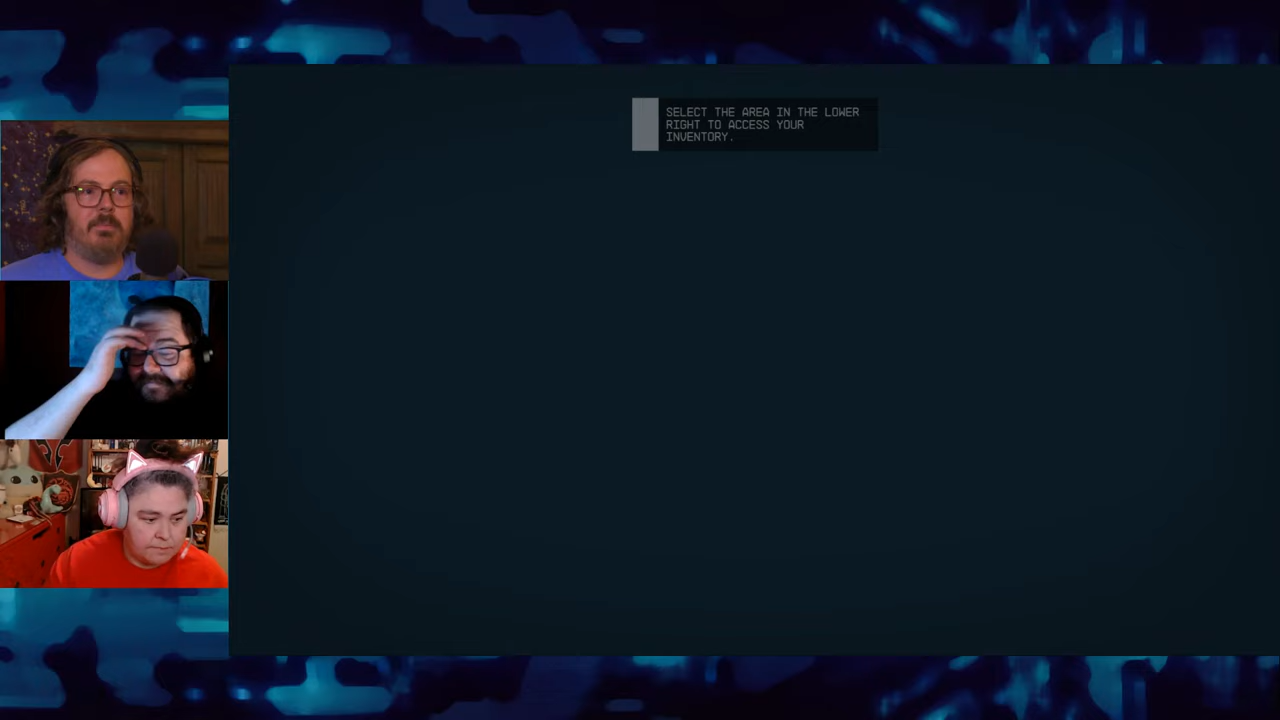 SELECT THE AREA IN THE LOWER
RIGHT TO ACCESS YOUR
INVENTORY.